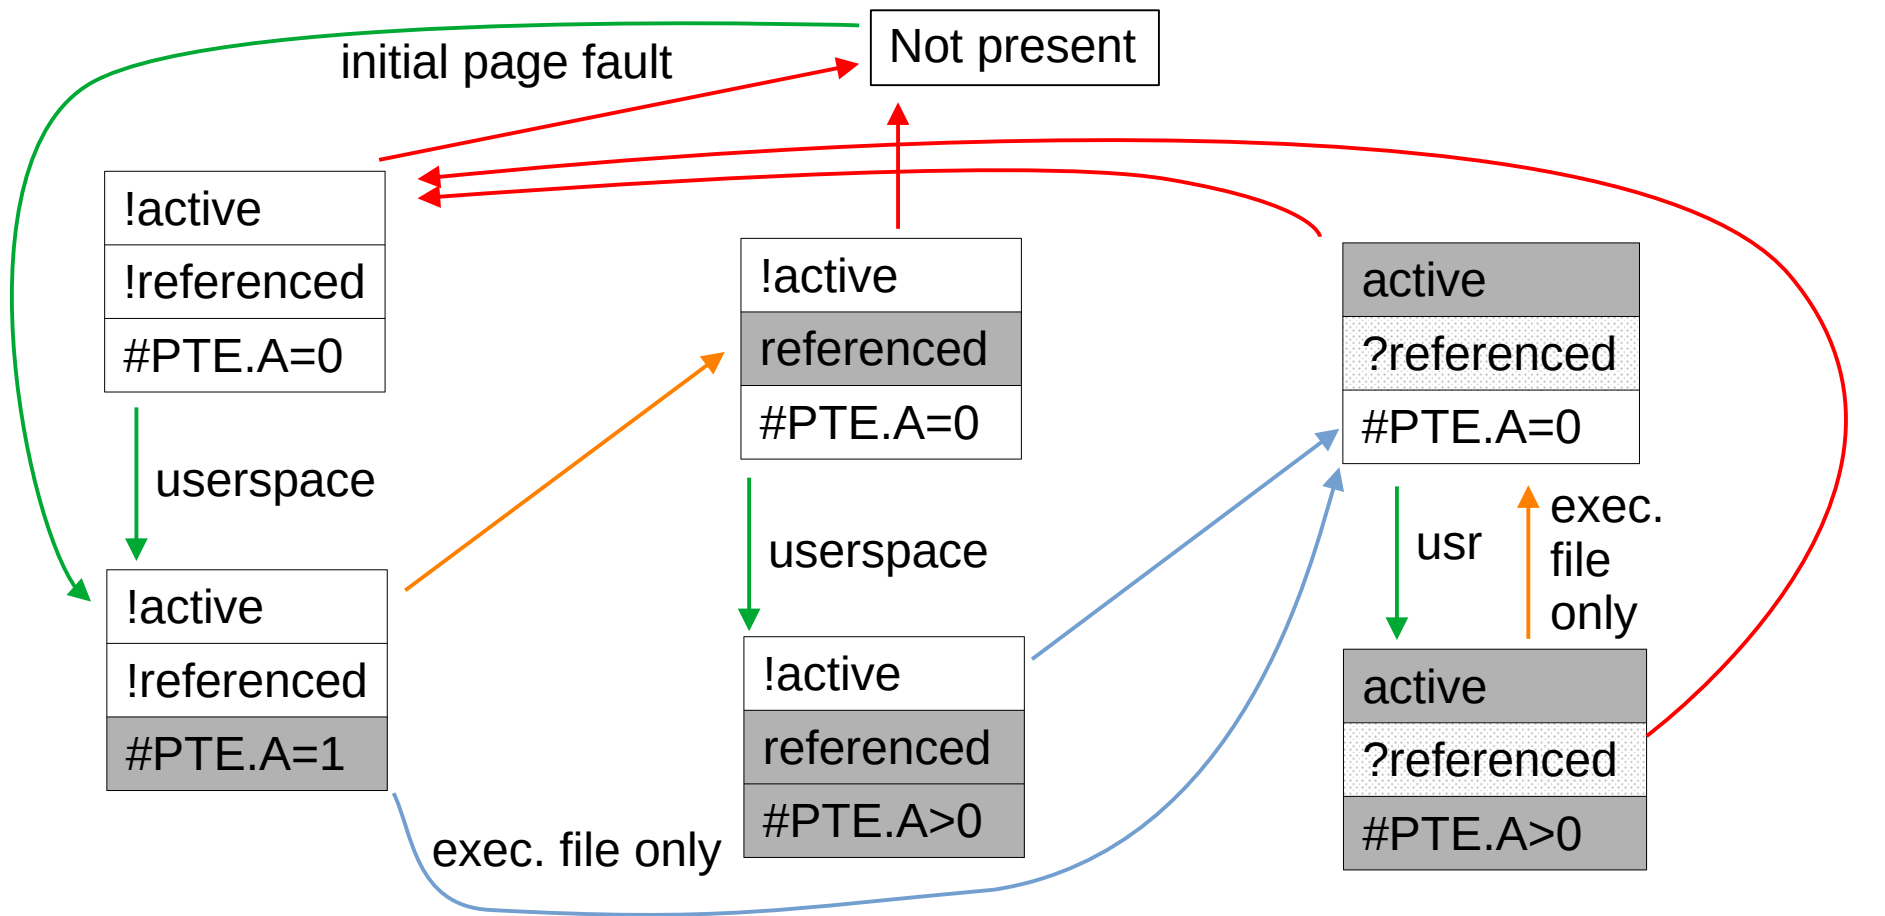 Not present
initial page fault
!active
!referenced
#PTE.A=0
!active
referenced
#PTE.A=0
active
?referenced
#PTE.A=0
userspace
userspace
usr
exec.
file
only
!active
!referenced
#PTE.A=1
!active
referenced
#PTE.A>0
active
?referenced
#PTE.A>0
exec. file only